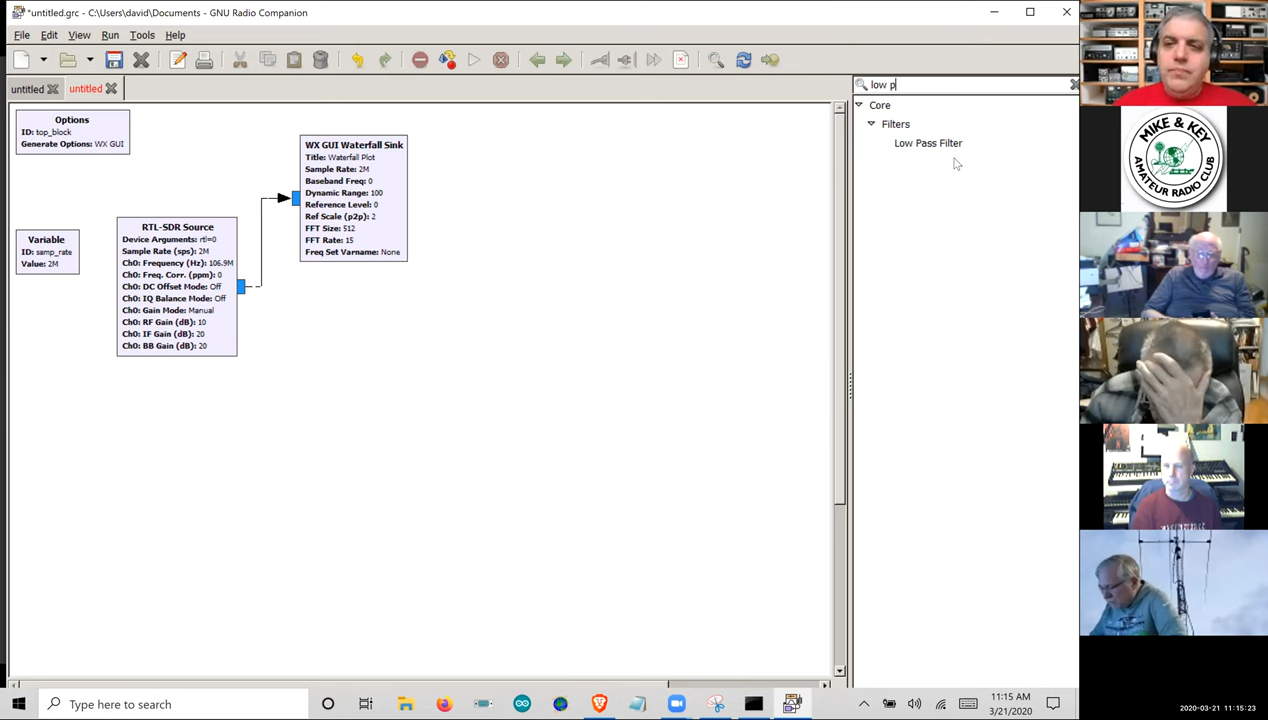 *untitled.grc - C:\Users\david\Documents - GNU Radio Companion
File Edit View Run Tools Help
untitled untitled
low p
Core
Filters
Low Pass Filter
Options
ID: top_block
Generate Options: WX GUI
Variable
ID: samp_rate
Value: 2M
RTL-SDR Source
Device Arguments: rtl=0
Sample Rate (sps): 2M
Ch0: Frequency (Hz): 106.9M
Ch0: Freq. Corr. (ppm): 0
Ch0: DC Offset Mode: Off
Ch0: IQ Balance Mode: Off
Ch0: Gain Mode: Manual
Ch0: RF Gain (dB): 10
Ch0: IF Gain (dB): 20
Ch0: BB Gain (dB): 20
WX GUI Waterfall Sink
Title: Waterfall Plot
Sample Rate: 2M
Baseband Freq: 0
Dynamic Range: 100
Reference Level: 0
Ref Scale (p2p): 2
FFT Size: 512
FFT Rate: 15
Freq Set Varname: None
MIKE & KEY
AMATEUR RADIO CLUB
Type here to search
11:15 AM
3/21/2020
2020-03-21 11:15:23